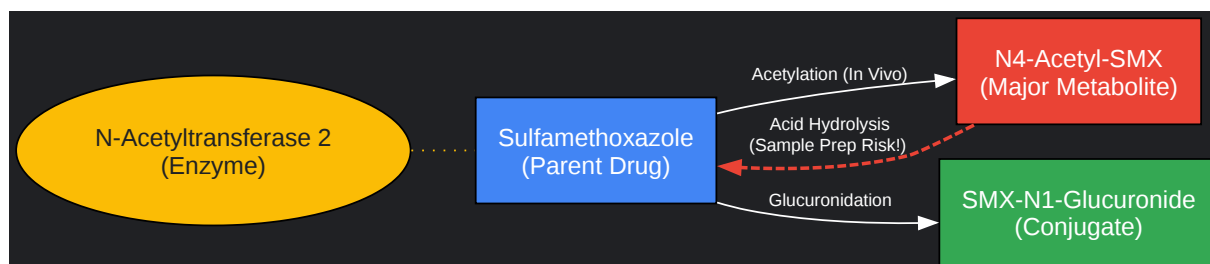 N-Acetyltransferase 2
(Enzyme)
Sulfamethoxazole
(Parent Drug)
Acetylation (In Vivo)
Acid Hydrolysis
(Sample Prep Risk!)
Glucuronidation
N4-Acetyl-SMX
(Major Metabolite)
SMX-N1-Glucuronide
(Conjugate)